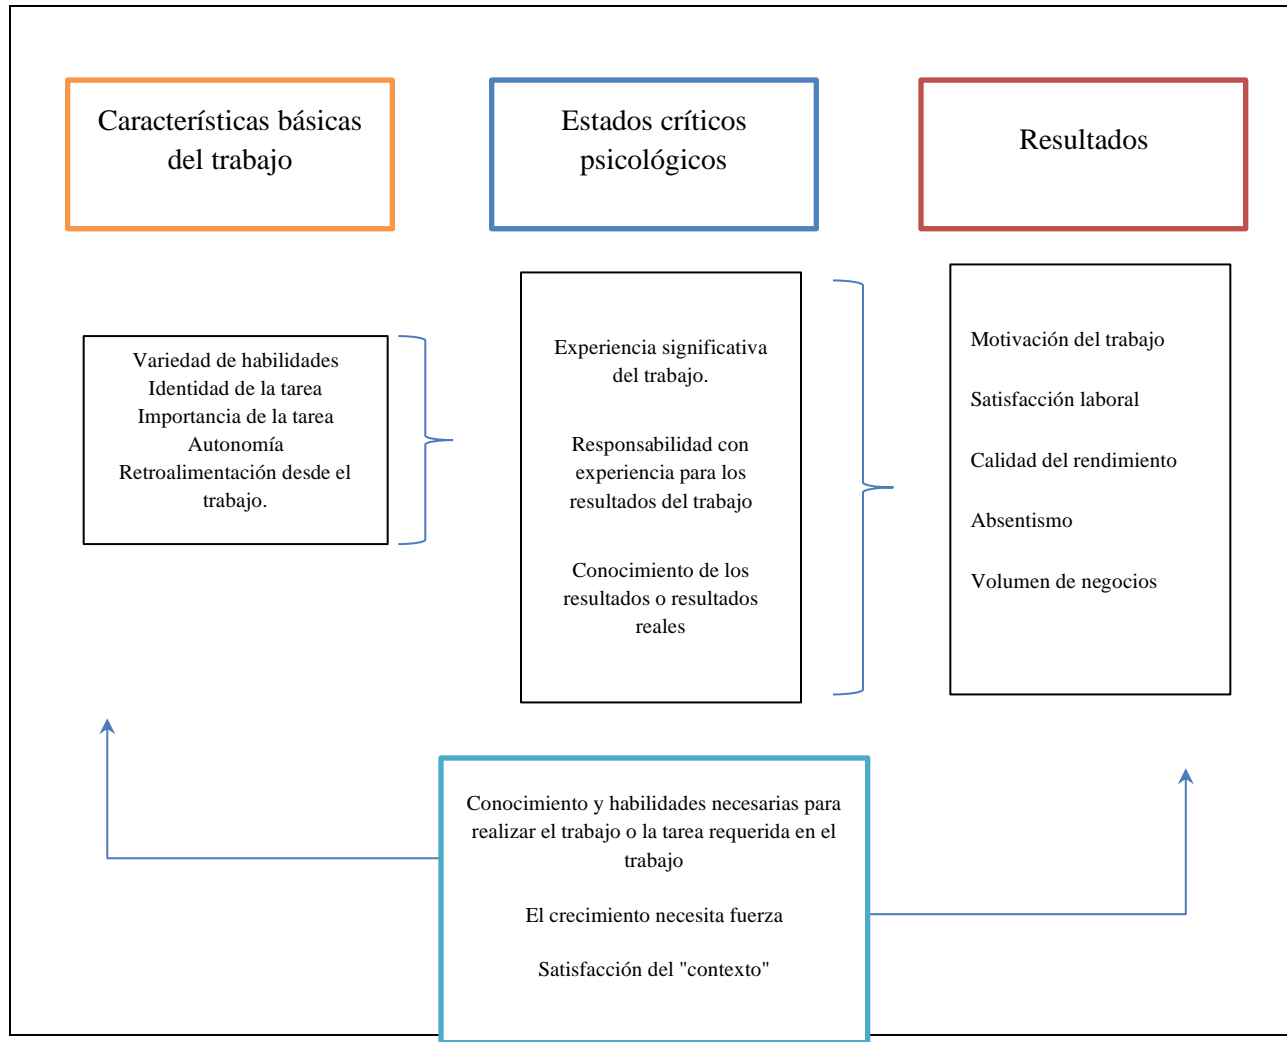 Características básicas
del trabajo
Estados críticos
psicológicos
Resultados
Variedad de habilidades
Identidad de la tarea
Importancia de la tarea
Autonomía
Retroalimentación desde el
trabajo.
Experiencia significativa
del trabajo.
Responsabilidad con
experiencia para los
resultados del trabajo
Conocimiento de los
resultados o resultados
reales
Motivación del trabajo
Satisfacción laboral
Calidad del rendimiento
Absentismo
Volumen de negocios
Conocimiento y habilidades necesarias para
realizar el trabajo o la tarea requerida en el
trabajo
El crecimiento necesita fuerza
Satisfacción del "contexto"